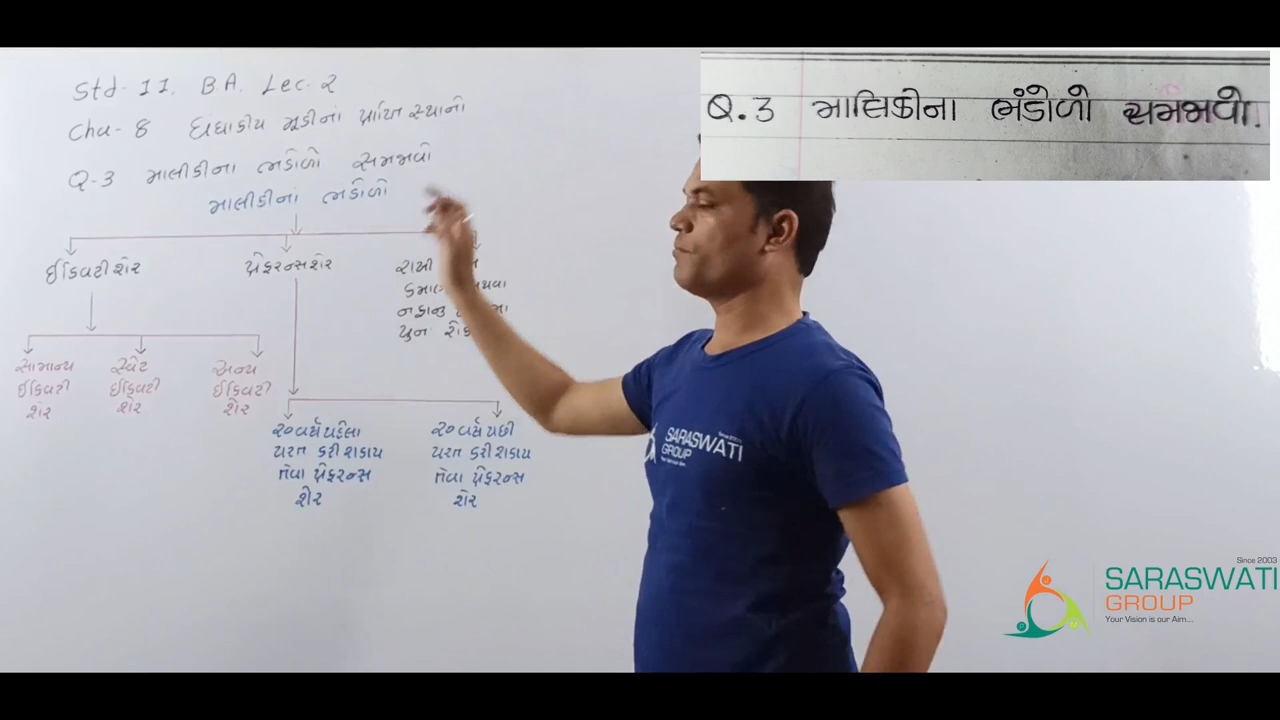 Std-11. B.A. Lec-2
Ch-8 ધંધાકીય મૂડીનાં પ્રાપ્તિ સ્થાનો
Q-3 માલીકીના ભંડોળો સમજાવો
માલીકીનાં ભંડોળો
ઈક્વિટી શેર
પ્રેફરન્સ શેર
રાખી
નફાનું
પુનઃ
સામાન્ય
ઈક્વિટી
શેર
સ્વેટ
ઈક્વિટી
શેર
અન્ય
ઈક્વિટી
શેર
૨૦ વર્ષ પહેલા
પરત કરી શકાય
તેવા પ્રેફરન્સ
શેર
૨૦ વર્ષ પછી
પરત કરી શકાય
તેવા પ્રેફરન્સ
શેર
Q.3 માલિકીના ભંડોળો સમજાવો.
SARASWATI
GROUP
Since 2003
SARASWATI
GROUP
Your Vision is our Aim...